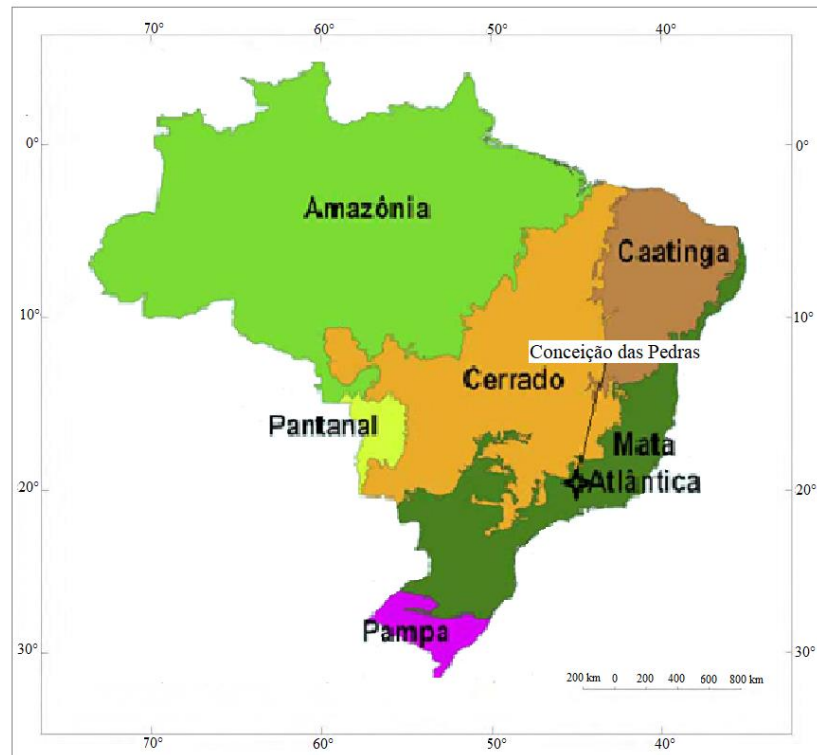 70° 60° 50° 40°
0° 0°
Amazônia
Caatinga
10° 10°
Conceição das Pedras
Cerrado
Pantanal
Mata
Atlântica
20° 20°
Pampa
30° 30°
200 km 0 200 400 600 800 km
70° 60° 50° 40°